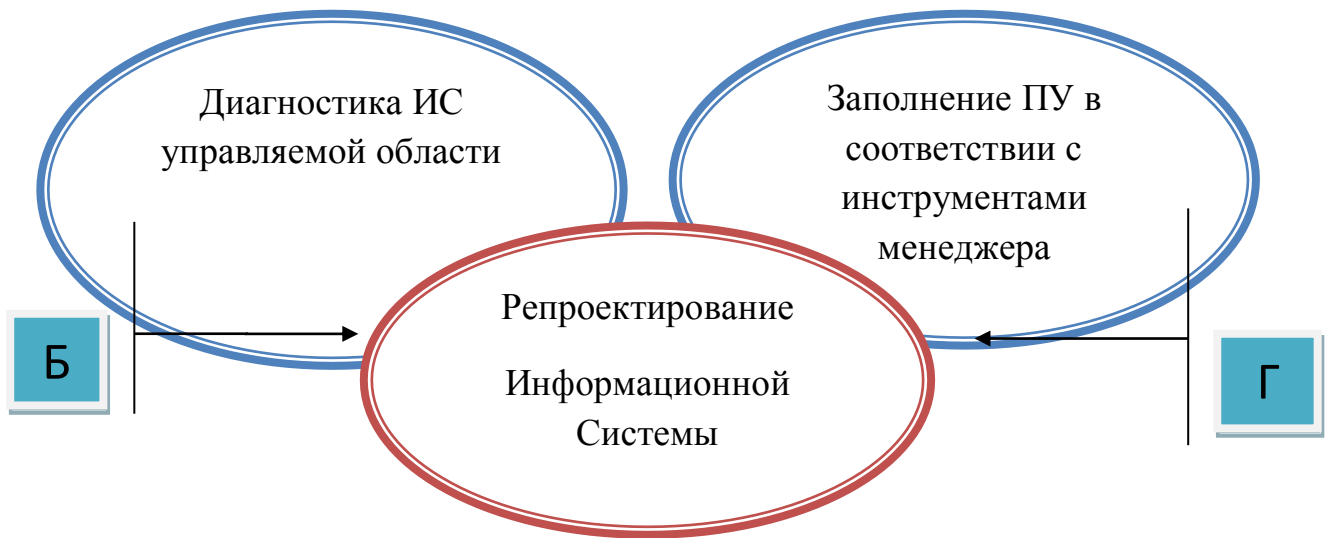 Диагностика ИС
управляемой области
Заполнение ПУ в
соответствии с
инструментами
менеджера
Репроектирование
Информационной
Системы
Б
Г